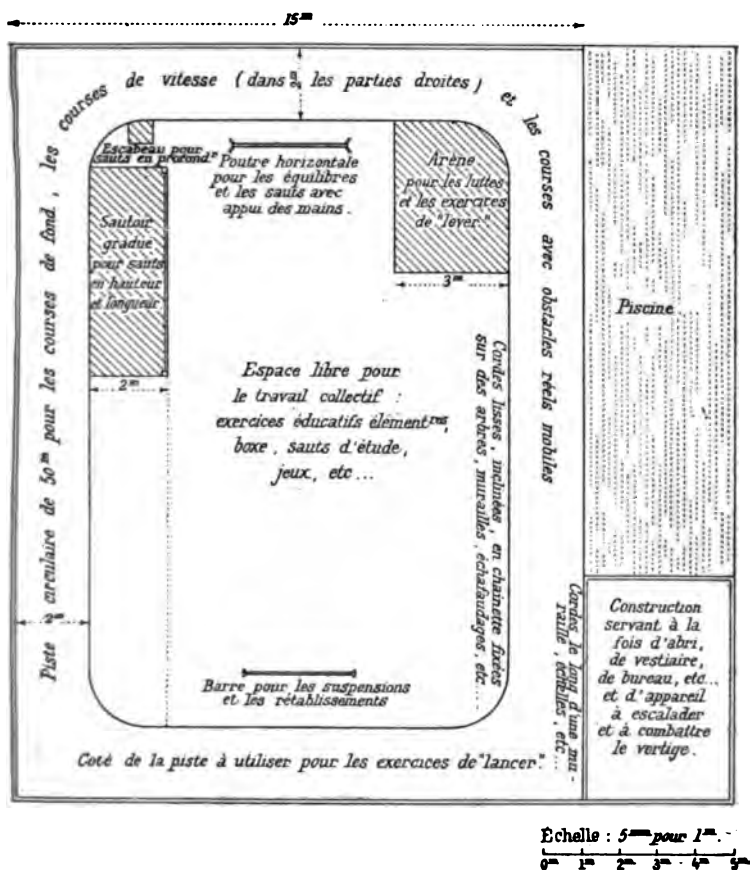 15ᵐ
Piste circulaire de 50ᵐ pour les courses de fond, les courses de vitesse (dans les parties droites) et les courses avec obstacles réels mobiles
2ᵐ
Escabeau pour
sauts en profondʳ
Poutre horizontale
pour les équilibres
et les sauts avec
appui des mains.
Arène
pour les luttes
et les exercices
de "lever"
3ᵐ
Sautoir
gradué
pour sauts
en hauteur
et longueur
2ᵐ
Espace libre pour
le travail collectif :
exercices éducatifs élémentʳᵉˢ,
boxe, sauts d'étude,
jeux, etc...
Cordes lisses, inclinées, en chaînette fixées
sur des arbres, murailles, échafaudages, etc...
Cordes le long d'une mu-
raille, échelles, etc...
2ᵐ
Barre pour les suspensions
et les rétablissements
Coté de la piste à utiliser pour les exercices de "lancer".
Piscine
Construction
servant à la
fois d'abri,
de vestiaire,
de bureau, etc...
et d'appareil
à escalader
et à combattre
le vertige.
Échelle : 5ᵐᵐ pour 1ᵐ.
0ᵐ 1ᵐ 2ᵐ 3ᵐ 4ᵐ 5ᵐ